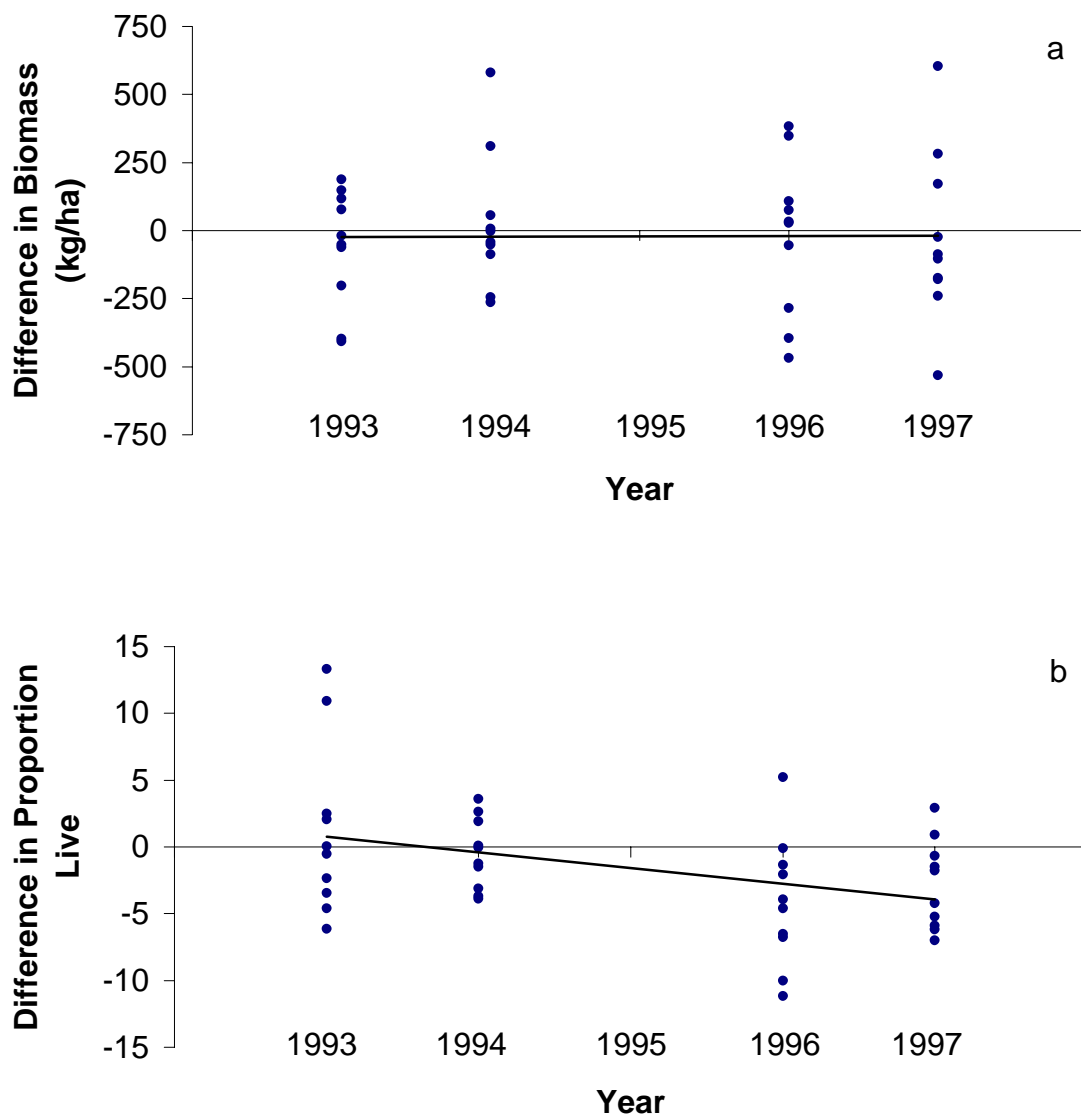 a
Difference in Biomass
(kg/ha)
750
500
250
0
-250
-500
-750
1993 1994 1995 1996 1997
Year
b
Difference in Proportion
Live
15
10
5
0
-5
-10
-15
1993 1994 1995 1996 1997
Year